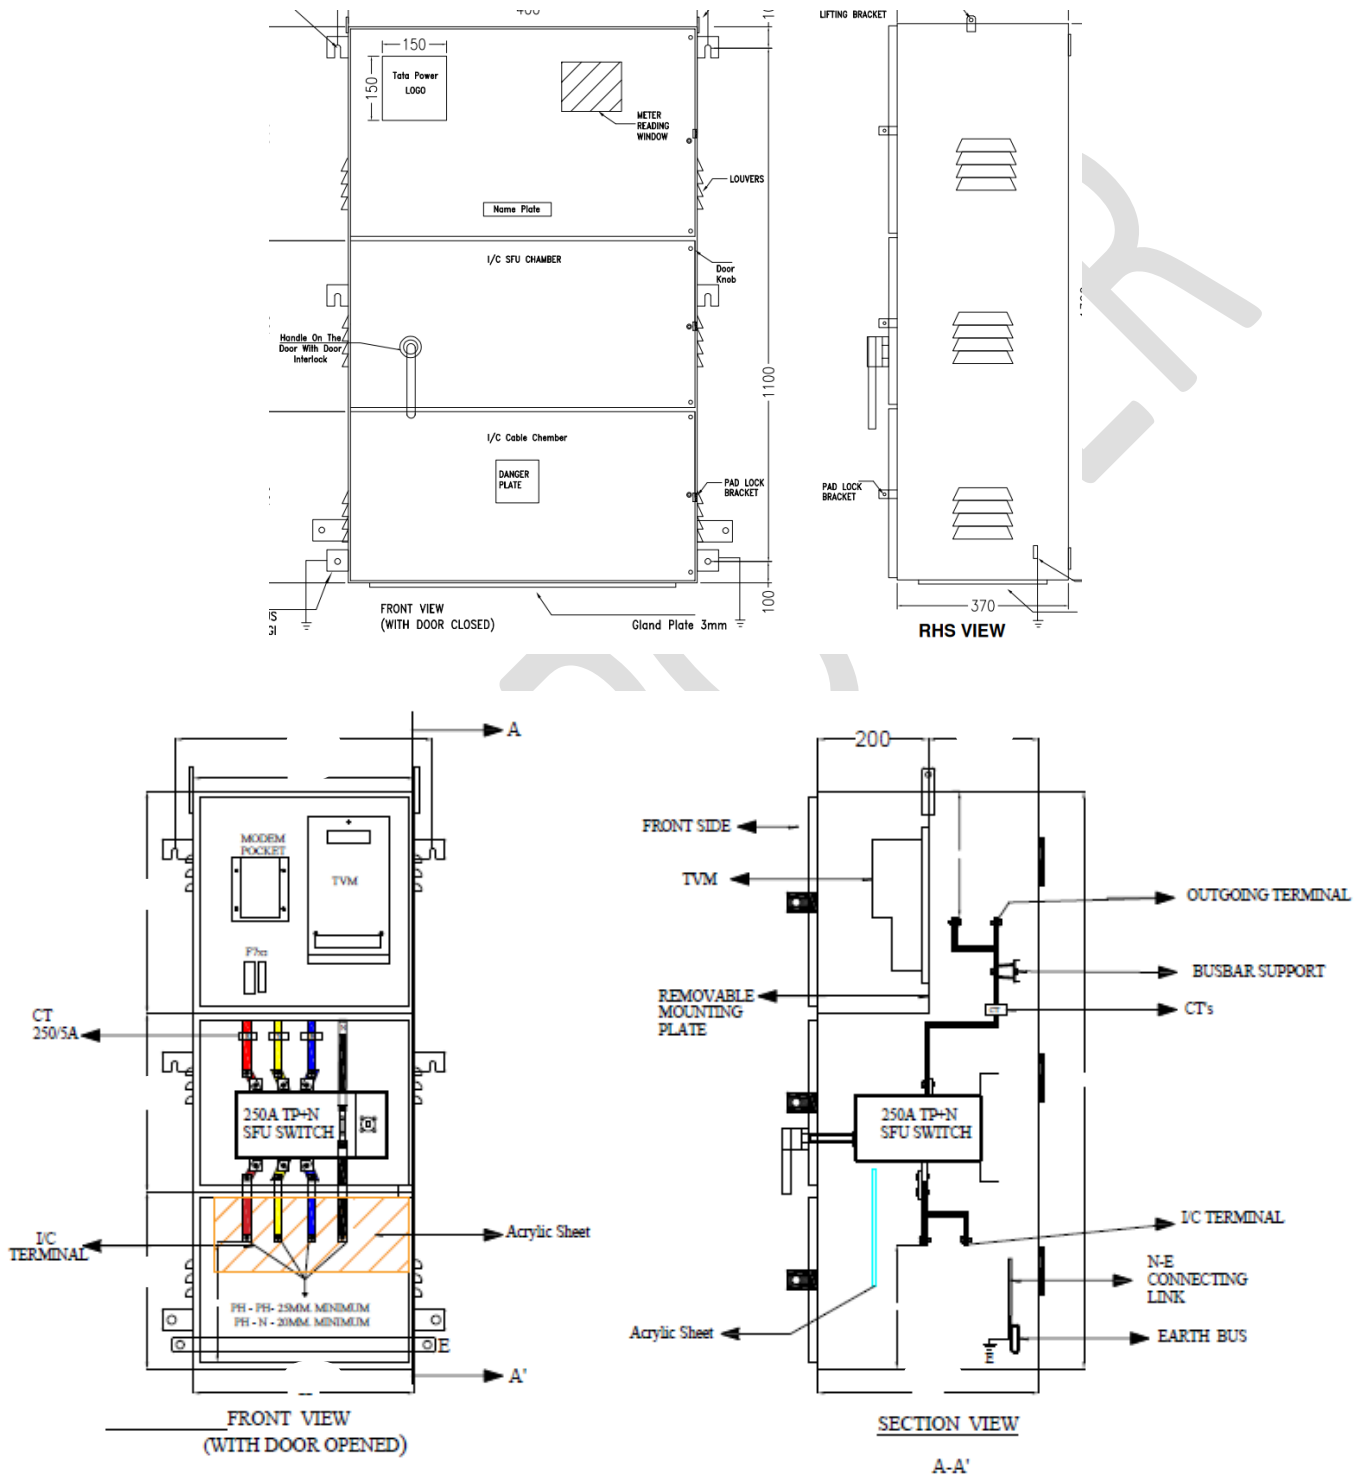 LIFTING BRACKET
150
150
Tata Power
LOGO
METER
READING
WINDOW
LOUVERS
Name Plate
I/C SFU CHAMBER
Door
Knob
Handle On The
Door With Door
Interlock
1100
I/C Cable Chember
DANGER
PLATE
PAD LOCK
BRACKET
PAD LOCK
BRACKET
100
370
FRONT VIEW
(WITH DOOR CLOSED)
Gland Plate 3mm
RHS VIEW
A
200
FRONT SIDE
MODEM
POCKET
TVM
TVM
OUTGOING TERMINAL
BUSBAR SUPPORT
REMOVABLE
MOUNTING
PLATE
CT's
CT
250/5A
250A TP+N
SFU SWITCH
250A TP+N
SFU SWITCH
I/C
TERMINAL
Acrylic Sheet
I/C TERMINAL
N-E
CONNECTING
LINK
PH - PH- 25MM. MINIMUM
PH - N - 20MM. MINIMUM
Acrylic Sheet
EARTH BUS
E
E
A'
FRONT VIEW
(WITH DOOR OPENED)
SECTION VIEW
A-A'